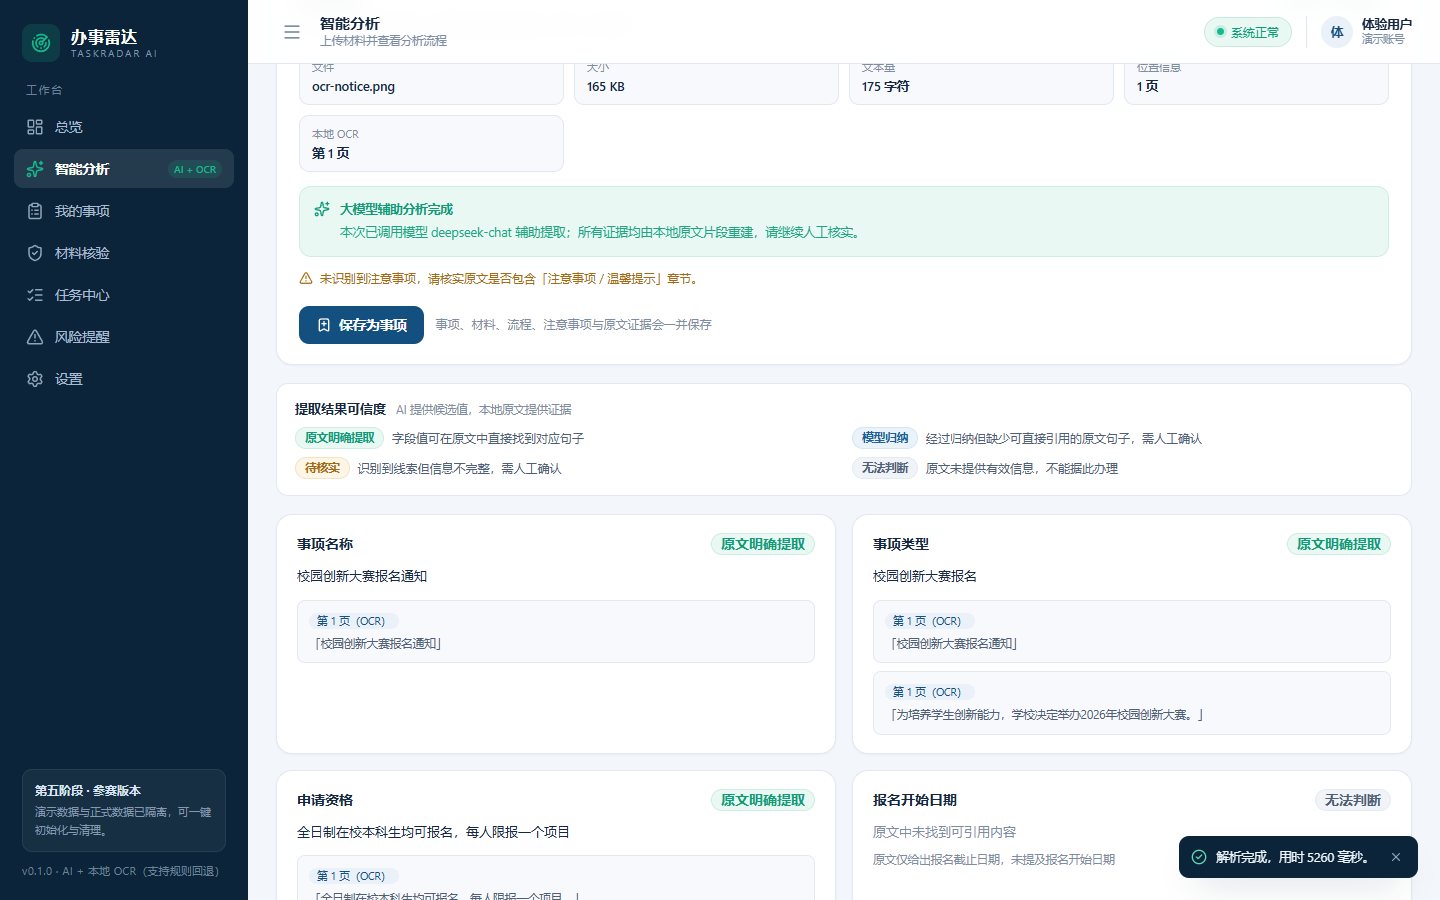 办事雷达
TASKRADAR AI
工作台
总览
智能分析
AI + OCR
我的事项
材料核验
任务中心
风险提醒
设置
第五阶段 · 参赛版本
演示数据与正式数据已隔离，可一键
初始化与清理。
v0.1.0 · AI + 本地 OCR（支持规则回退）
智能分析
上传材料并查看分析流程
系统正常
体
体验用户
演示账号
文件
ocr-notice.png
大小
165 KB
文本量
175 字符
位置信息
1 页
本地 OCR
第 1 页
大模型辅助分析完成
本次已调用模型 deepseek-chat 辅助提取；所有证据均由本地原文片段重建，请继续人工核实。
未识别到注意事项，请核实原文是否包含「注意事项 / 温馨提示」章节。
保存为事项
事项、材料、流程、注意事项与原文证据会一并保存
提取结果可信度
AI 提供候选值，本地原文提供证据
原文明确提取
字段值可在原文中直接找到对应句子
模型归纳
经过归纳但缺少可直接引用的原文句子，需人工确认
待核实
识别到线索但信息不完整，需人工确认
无法判断
原文未提供有效信息，不能据此办理
事项名称
原文明确提取
校园创新大赛报名通知
第 1 页（OCR）
「校园创新大赛报名通知」
事项类型
原文明确提取
校园创新大赛报名
第 1 页（OCR）
「校园创新大赛报名通知」
第 1 页（OCR）
「为培养学生创新能力，学校决定举办2026年校园创新大赛。」
申请资格
原文明确提取
全日制在校本科生均可报名，每人限报一个项目
第 1 页（OCR）
「全日制在校本科生均可报名，每人限报一个项目。」
报名开始日期
无法判断
原文中未找到可引用内容
原文仅给出报名截止日期，未提及报名开始日期
解析完成，用时 5260 毫秒。